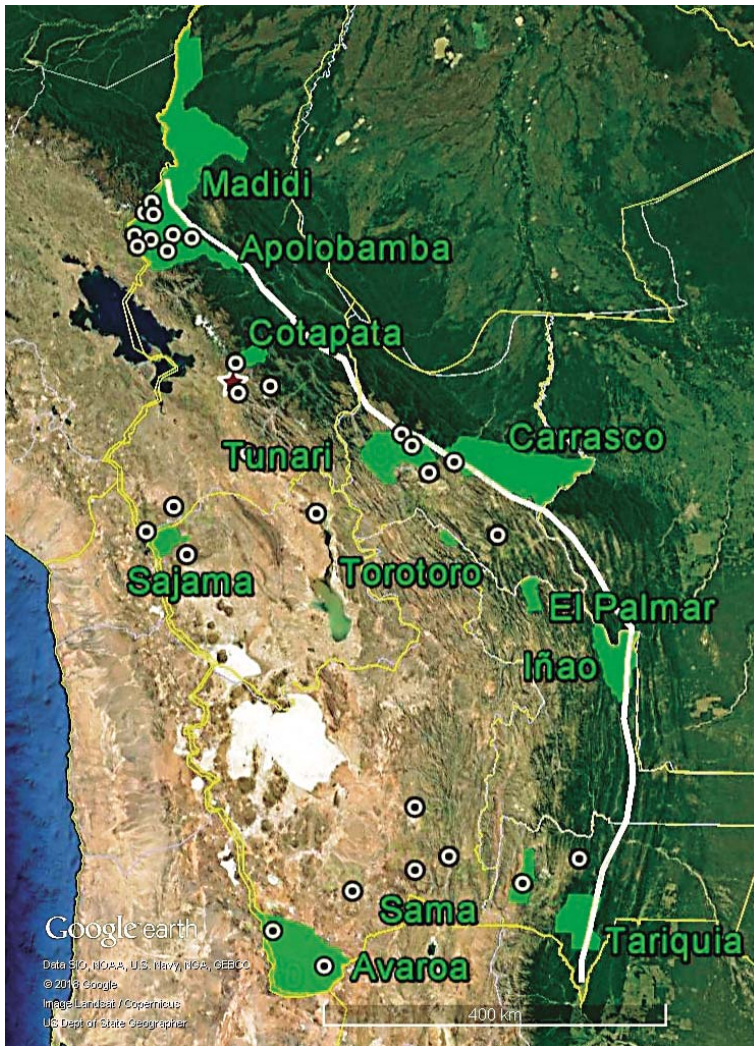 Madidi
Apolobamba
Cotapata
Carrasco
Tunari
Torotoro
Sajama
El Palmar
Iñao
Sama
Tariquia
Avaroa
Google earth
Data SIO, NOAA, U.S. Navy, NGA, GEBCO
© 2018 Google
Image Landsat / Copernicus
US Dept of State Geographer
400 km